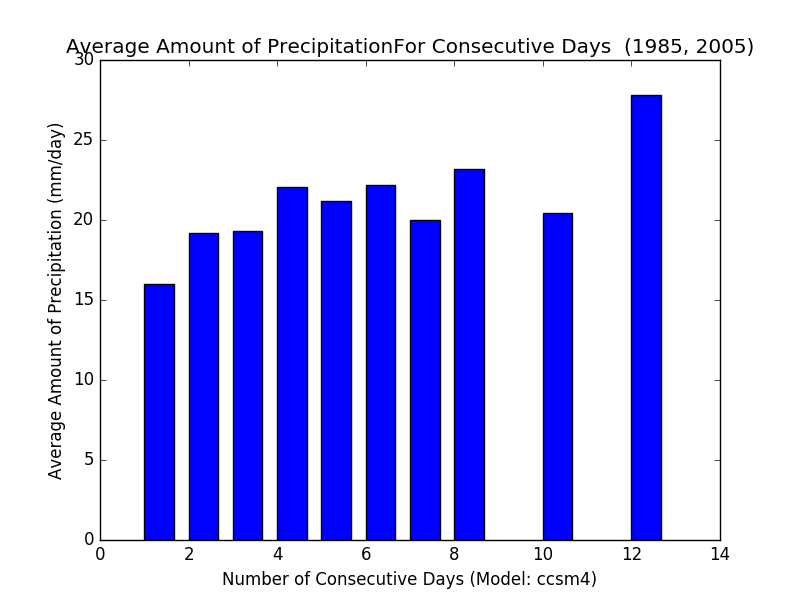 Average Amount of PrecipitationFor Consecutive Days  (1985, 2005)
30
25
20
15
10
5
0
Average Amount of Precipitation (mm/day)
0 2 4 6 8 10 12 14
Number of Consecutive Days (Model: ccsm4)